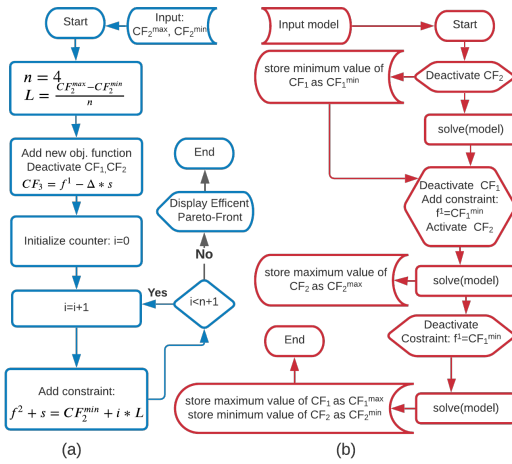 Start
Input:
CF₂ᵐᵃˣ, CF₂ᵐⁱⁿ
n = 4
L = (CF₂ᵐᵃˣ−CF₂ᵐⁱⁿ)/n
Add new obj. function
Deactivate CF₁,CF₂
CF₃ = f¹ − Δ * s
Initialize counter: i=0
i=i+1
Add constraint:
f² + s = CF₂ᵐⁱⁿ + i * L
Yes
i<n+1
No
Display Efficent
Pareto-Front
End
(a)
Input model
Start
Deactivate CF₂
store minimum value of
CF₁ as CF₁ᵐⁱⁿ
solve(model)
Deactivate CF₁
Add constraint:
f¹=CF₁ᵐⁱⁿ
Activate CF₂
solve(model)
store maximum value of
CF₂ as CF₂ᵐᵃˣ
Deactivate
Costraint: f¹=CF₁ᵐⁱⁿ
solve(model)
store maximum value of CF₁ as CF₁ᵐᵃˣ
store minimum value of CF₂ as CF₂ᵐⁱⁿ
End
(b)